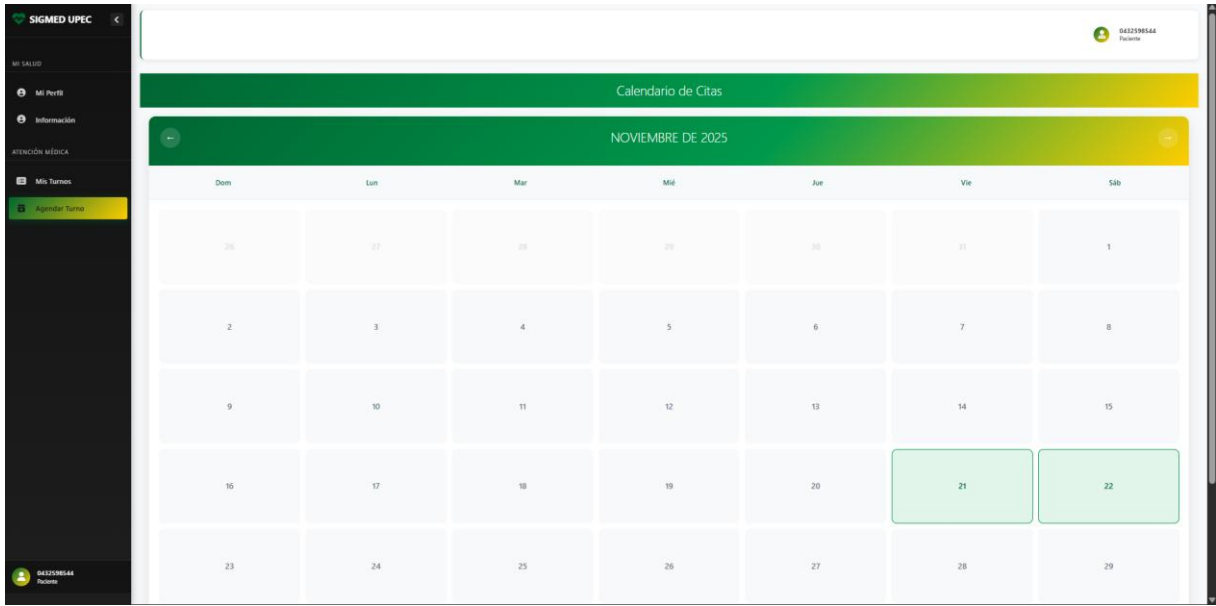 SIGMED UPEC
0432598544
Paciente
MI SALUD
Mi Perfil
Información
ATENCIÓN MÉDICA
Mis Turnos
Agendar Turno
Calendario de Citas
← NOVIEMBRE DE 2025 →
Dom Lun Mar Mié Jue Vie Sáb
26 27 28 29 30 31 1
2 3 4 5 6 7 8
9 10 11 12 13 14 15
16 17 18 19 20 21 22
23 24 25 26 27 28 29
0432598544
Paciente